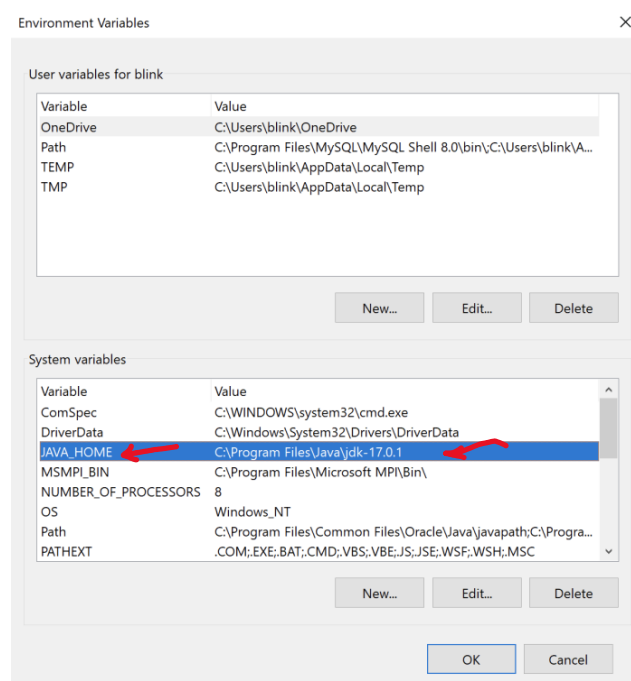 Environment Variables
User variables for blink
Variable Value
OneDrive C:\Users\blink\OneDrive
Path C:\Program Files\MySQL\MySQL Shell 8.0\bin\;C:\Users\blink\A...
TEMP C:\Users\blink\AppData\Local\Temp
TMP C:\Users\blink\AppData\Local\Temp
New... Edit... Delete
System variables
Variable Value
ComSpec C:\WINDOWS\system32\cmd.exe
DriverData C:\Windows\System32\Drivers\DriverData
JAVA_HOME C:\Program Files\Java\jdk-17.0.1
MSMPI_BIN C:\Program Files\Microsoft MPI\Bin\
NUMBER_OF_PROCESSORS 8
OS Windows_NT
Path C:\Program Files\Common Files\Oracle\Java\javapath;C:\Progra...
PATHEXT .COM;.EXE;.BAT;.CMD;.VBS;.VBE;.JS;.JSE;.WSF;.WSH;.MSC
New... Edit... Delete
OK Cancel